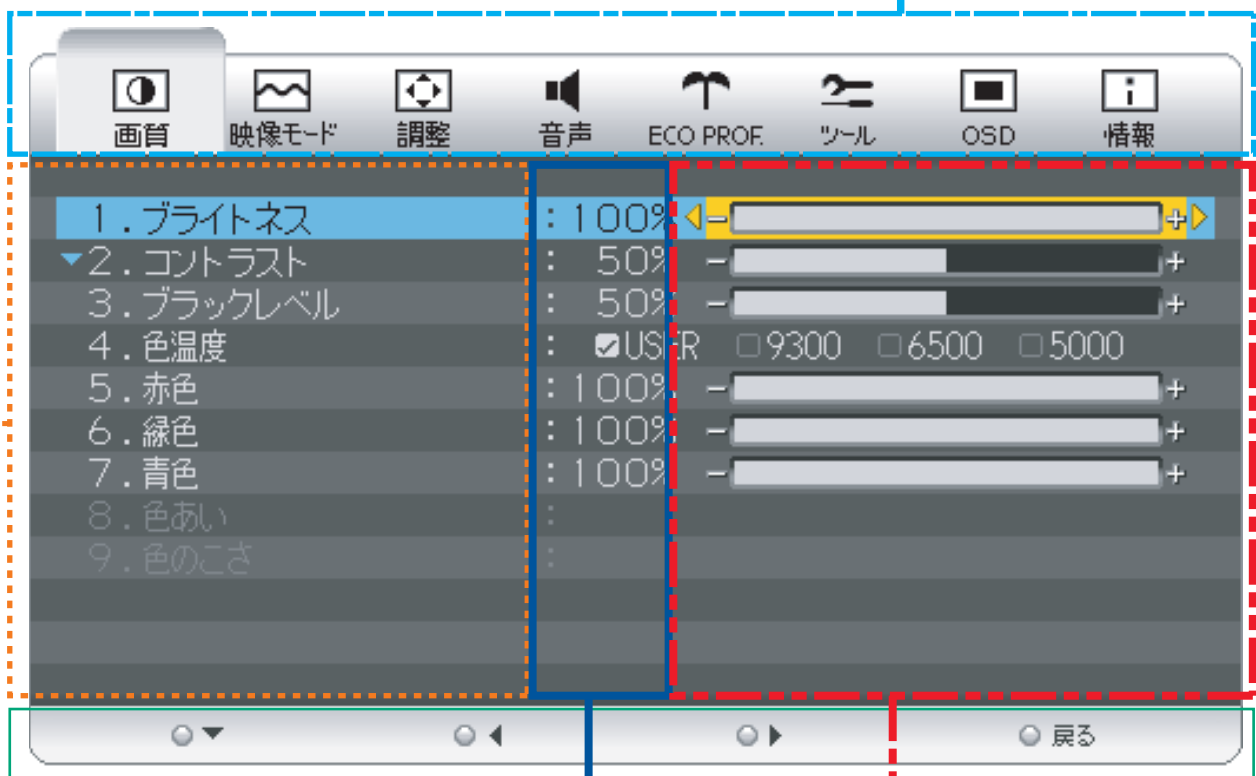 画質 映像モード 調整 音声 ECO PROF. ツール OSD 情報
1.ブライトネス :100%
2.コントラスト : 50%
3.ブラックレベル : 50%
4.色温度 : USER 9300 6500 5000
5.赤色 :100%
6.緑色 :100%
7.青色 :100%
8.色あい :
9.色のこさ :
戻る